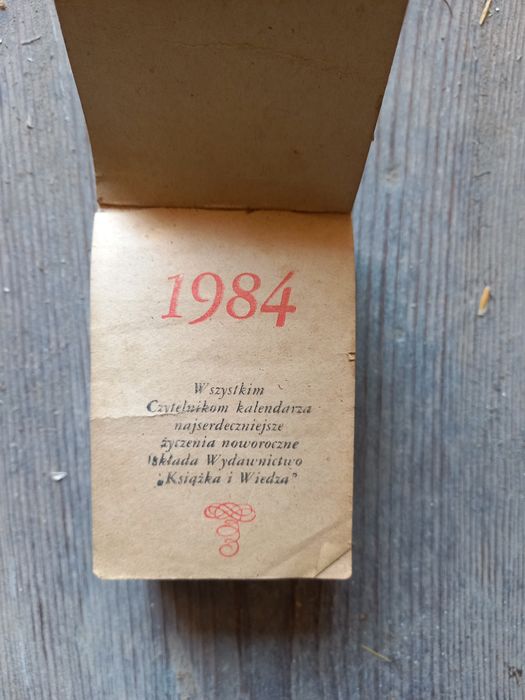 1984
Wszystkim
Czytelnikom kalendarza
najserdeczniejsze
życzenia noworoczne
składa Wydawnictwo
„Książka i Wiedza”